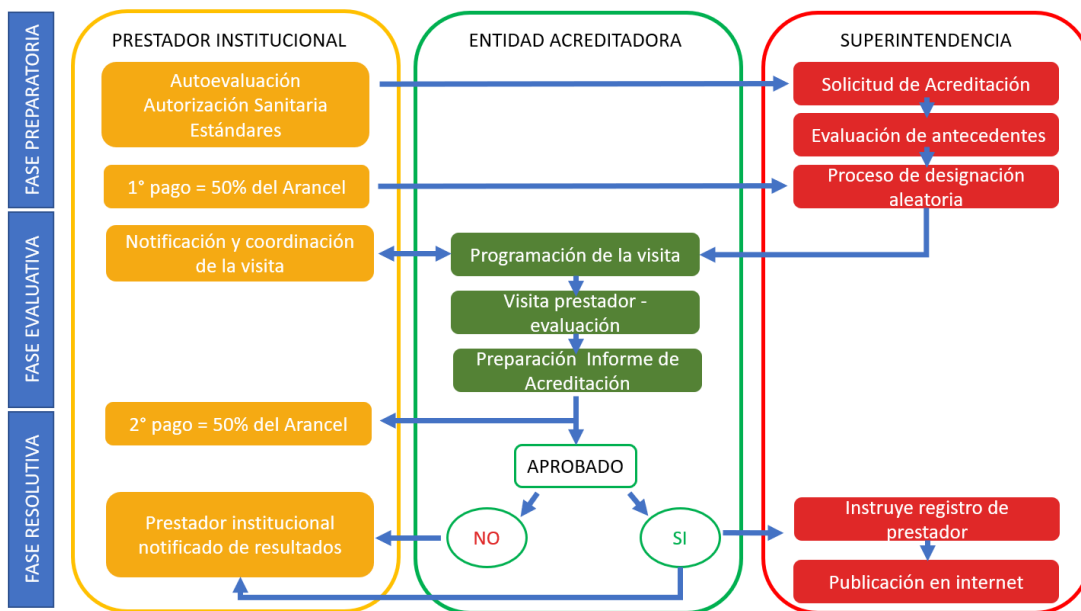 PRESTADOR INSTITUCIONAL
ENTIDAD ACREDITADORA
SUPERINTENDENCIA
FASE PREPARATORIA
Autoevaluación
Autorización Sanitaria
Estándares
Solicitud de Acreditación
Evaluación de antecedentes
1° pago = 50% del Arancel
Proceso de designación
aleatoria
FASE EVALUATIVA
Notificación y coordinación
de la visita
Programación de la visita
Visita prestador -
evaluación
Preparación Informe de
Acreditación
FASE RESOLUTIVA
2° pago = 50% del Arancel
APROBADO
Prestador institucional
notificado de resultados
NO
SI
Instruye registro de
prestador
Publicación en internet